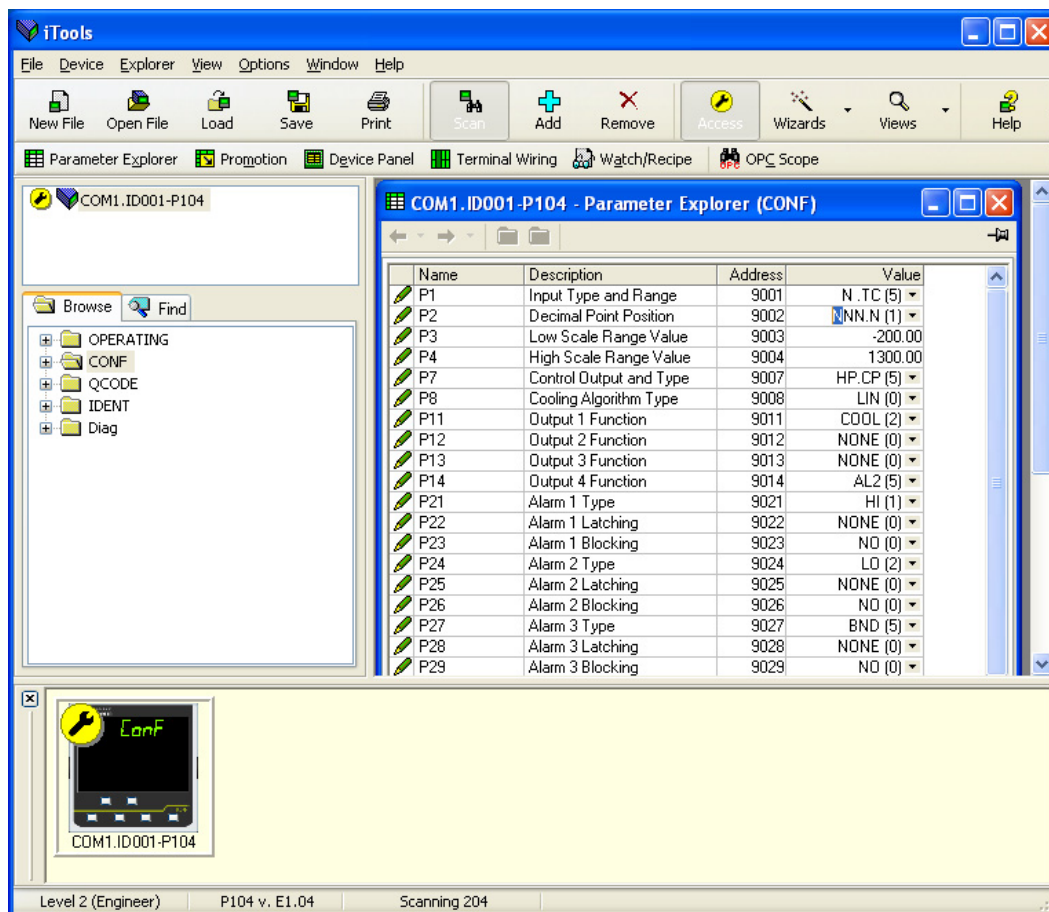 iTools
File Device Explorer View Options Window Help
New File Open File Load Save Print Scan Add Remove Access Wizards Views Help
Parameter Explorer Promotion Device Panel Terminal Wiring Watch/Recipe OPC Scope
COM1.ID001-P104
Browse Find
OPERATING
CONF
QCODE
IDENT
Diag
COM1.ID001-P104 - Parameter Explorer (CONF)
Name Description Address Value
P1 Input Type and Range 9001 N .TC (5)
P2 Decimal Point Position 9002 NNN.N (1)
P3 Low Scale Range Value 9003 -200.00
P4 High Scale Range Value 9004 1300.00
P7 Control Output and Type 9007 HP.CP (5)
P8 Cooling Algorithm Type 9008 LIN (0)
P11 Output 1 Function 9011 COOL (2)
P12 Output 2 Function 9012 NONE (0)
P13 Output 3 Function 9013 NONE (0)
P14 Output 4 Function 9014 AL2 (5)
P21 Alarm 1 Type 9021 HI (1)
P22 Alarm 1 Latching 9022 NONE (0)
P23 Alarm 1 Blocking 9023 NO (0)
P24 Alarm 2 Type 9024 LO (2)
P25 Alarm 2 Latching 9025 NONE (0)
P26 Alarm 2 Blocking 9026 NO (0)
P27 Alarm 3 Type 9027 BND (5)
P28 Alarm 3 Latching 9028 NONE (0)
P29 Alarm 3 Blocking 9029 NO (0)
ConF
COM1.ID001-P104
Level 2 (Engineer) P104 v. E1.04 Scanning 204